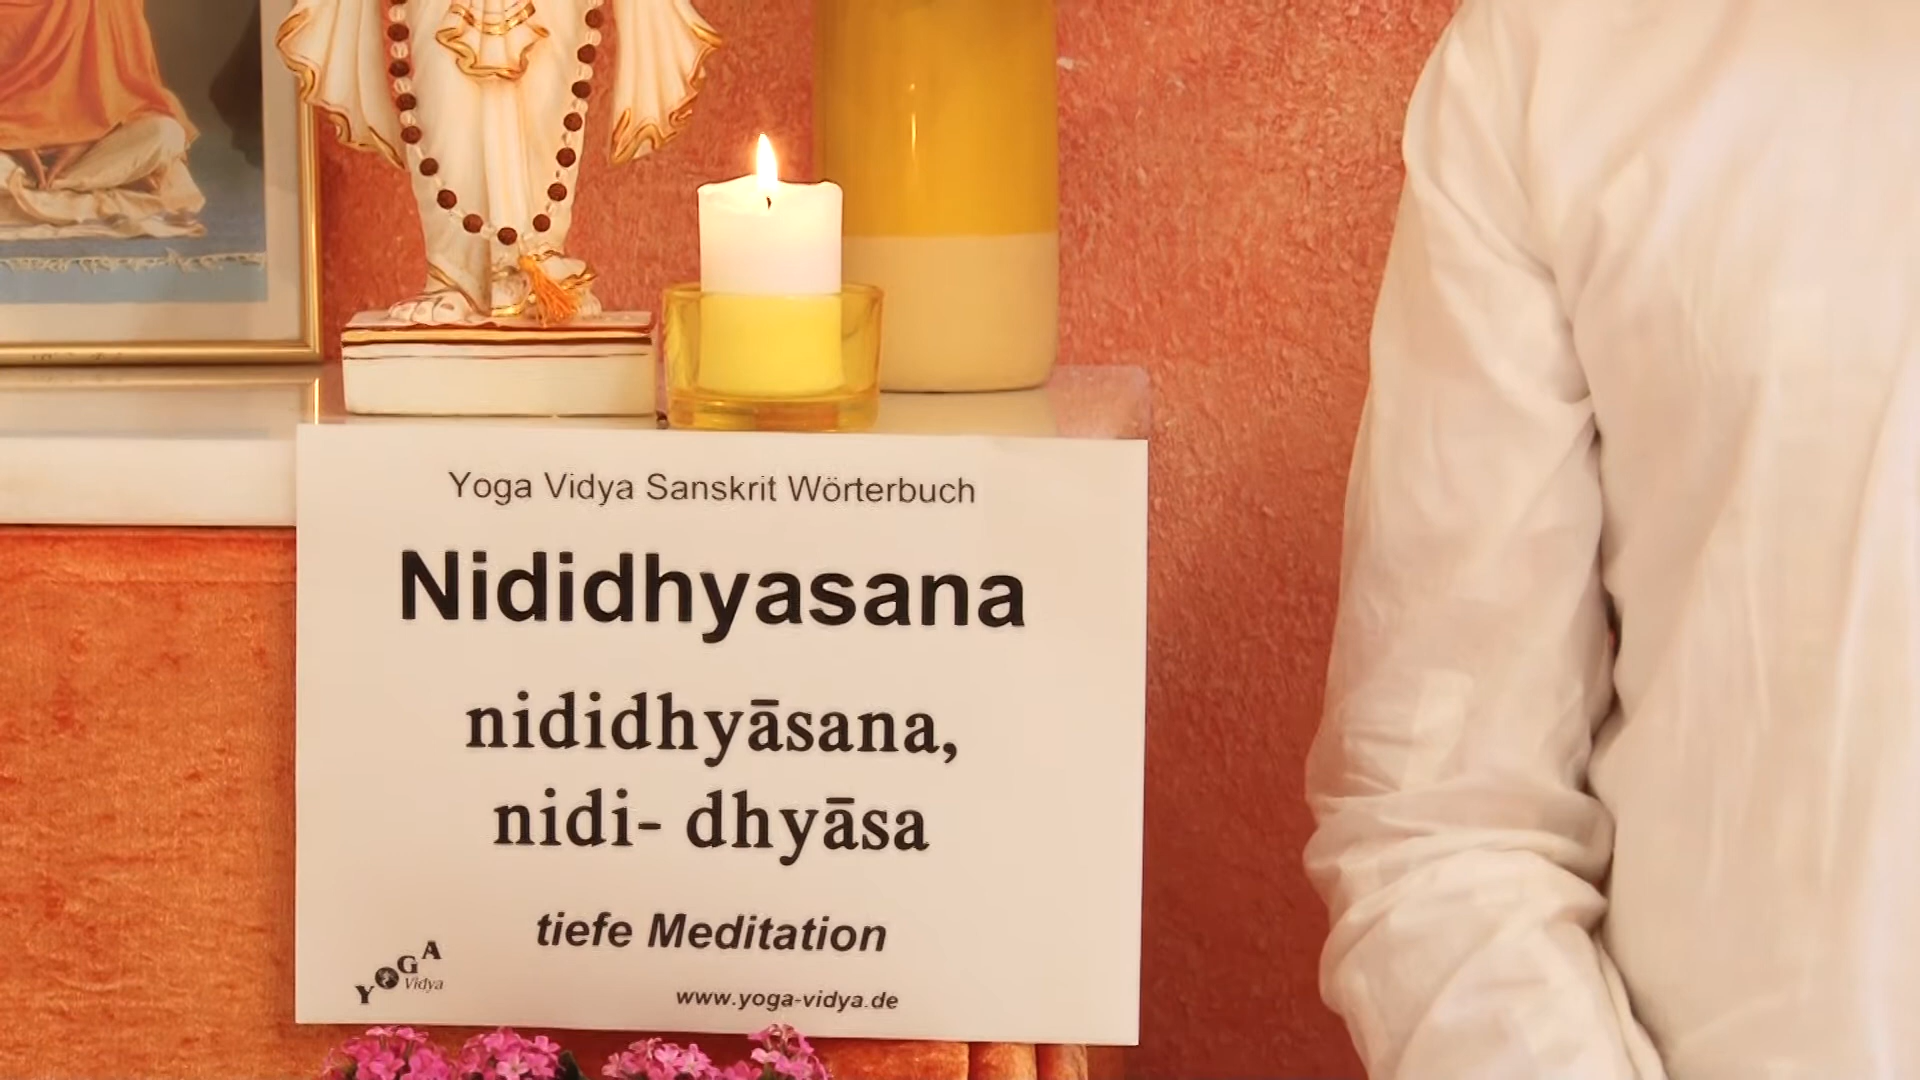 Yoga Vidya Sanskrit Wörterbuch
Nididhyasana
nididhyāsana,
nidi- dhyāsa
tiefe Meditation
YOGA
Vidya
www.yoga-vidya.de